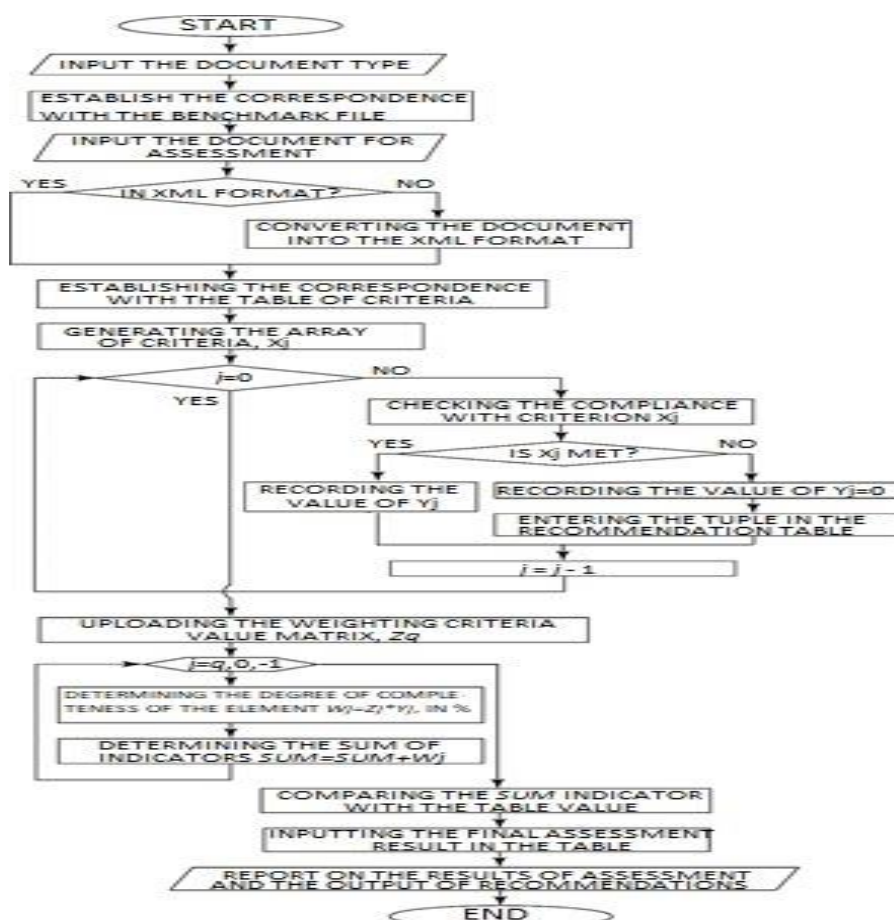 START
INPUT THE DOCUMENT TYPE
ESTABLISH THE CORRESPONDENCE
WITH THE BENCHMARK FILE
INPUT THE DOCUMENT FOR
ASSESSMENT
YES
IN XML FORMAT?
NO
CONVERTING THE DOCUMENT
INTO THE XML FORMAT
ESTABLISHING THE CORRESPONDENCE
WITH THE TABLE OF CRITERIA
GENERATING THE ARRAY
OF CRITERIA, Xj
j=0
NO
YES
CHECKING THE COMPLIANCE
WITH CRITERION Xj
YES
IS Xj MET?
NO
RECORDING THE
VALUE OF Yj
RECORDING THE VALUE OF Yj=0
ENTERING THE TUPLE IN THE
RECOMMENDATION TABLE
j = j - 1
UPLOADING THE WEIGHTING CRITERIA
VALUE MATRIX, Zq
j=q,0,-1
DETERMINING THE DEGREE OF COMPLE-
TENESS OF THE ELEMENT Wj=Zj*Yj, IN %
DETERMINING THE SUM OF
INDICATORS SUM=SUM+Wj
COMPARING THE SUM INDICATOR
WITH THE TABLE VALUE
INPUTTING THE FINAL ASSESSMENT
RESULT IN THE TABLE
REPORT ON THE RESULTS OF ASSESSMENT
AND THE OUTPUT OF RECOMMENDATIONS
END